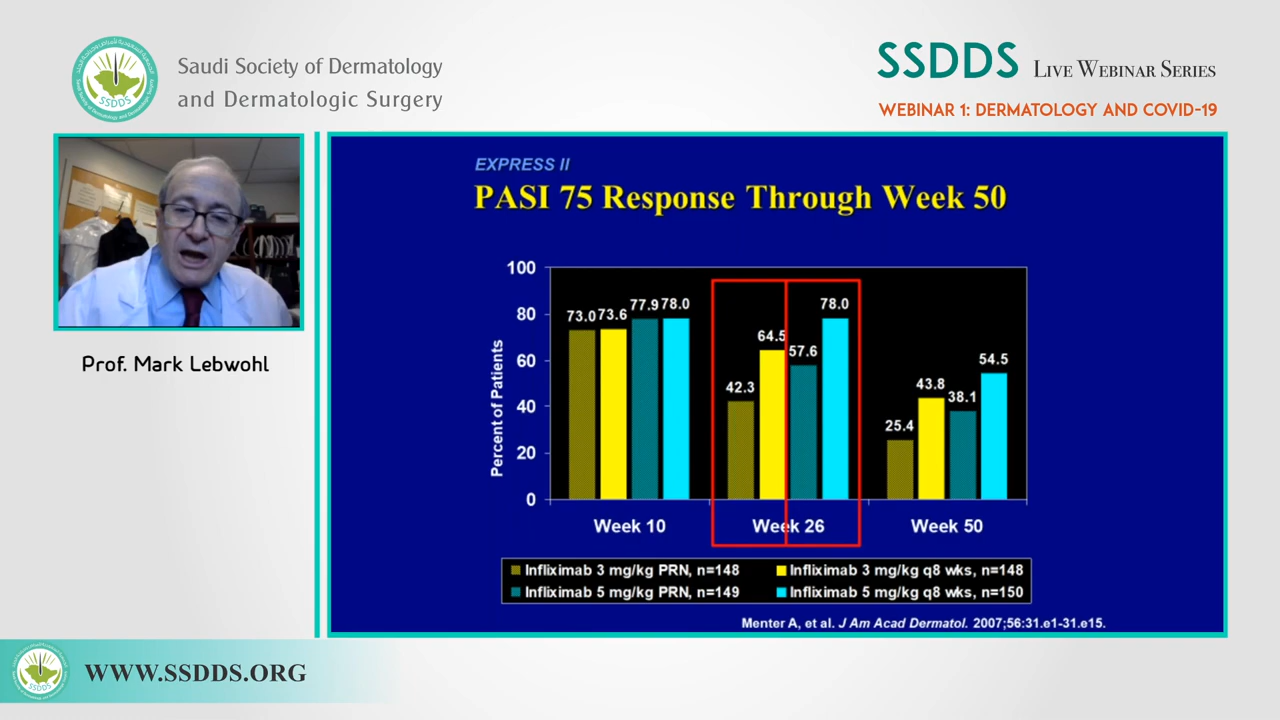 Saudi Society of Dermatology
and Dermatologic Surgery
SSDDS LIVE WEBINAR SERIES
WEBINAR 1: DERMATOLOGY AND COVID-19
SSDDS
Prof. Mark Lebwohl
EXPRESS II
PASI 75 Response Through Week 50
Percent of Patients
100
80
60
40
20
0
73.0 73.6 77.9 78.0
42.3 64.5 57.6 78.0
25.4 43.8 38.1 54.5
Week 10 Week 26 Week 50
Infliximab 3 mg/kg PRN, n=148 Infliximab 3 mg/kg q8 wks, n=148
Infliximab 5 mg/kg PRN, n=149 Infliximab 5 mg/kg q8 wks, n=150
Menter A, et al. J Am Acad Dermatol. 2007;56:31.e1-31.e15.
SSDDS
WWW.SSDDS.ORG